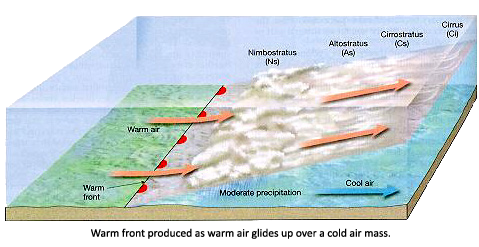 Cirrus
(Ci)
Cirrostratus
(Cs)
Altostratus
(As)
Nimbostratus
(Ns)
Warm air
Warm
front
Moderate precipitation
Cool air
Warm front produced as warm air glides up over a cold air mass.